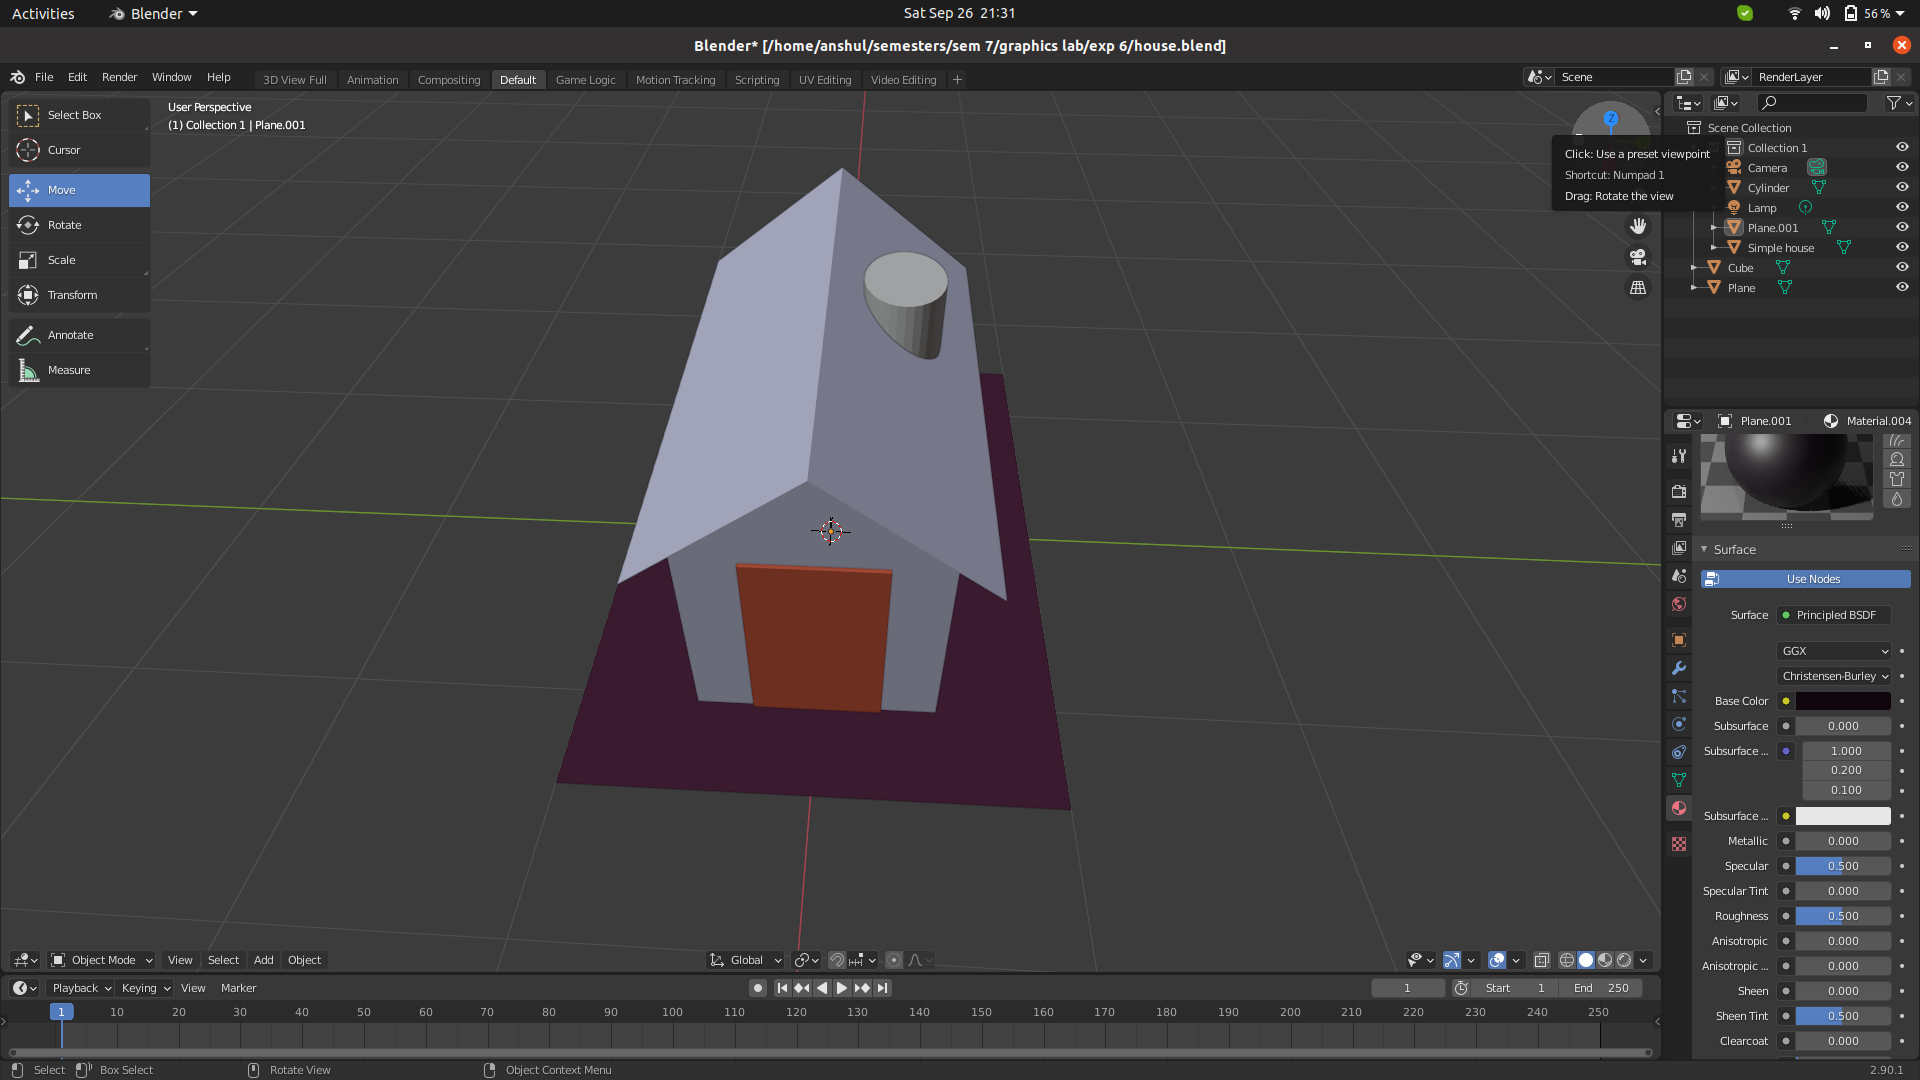 Activities Blender Sat Sep 26 21:31 56 %
Blender* [/home/anshul/semesters/sem 7/graphics lab/exp 6/house.blend]
File Edit Render Window Help 3D View Full Animation Compositing Default Game Logic Motion Tracking Scripting UV Editing Video Editing + Scene RenderLayer
Select Box
Cursor
Move
Rotate
Scale
Transform
Annotate
Measure
User Perspective
(1) Collection 1 | Plane.001
Z
Click: Use a preset viewpoint
Shortcut: Numpad 1
Drag: Rotate the view
Scene Collection
Collection 1
Camera
Cylinder
Lamp
Plane.001
Simple house
Cube
Plane
Plane.001 Material.004
Surface
Use Nodes
Surface Principled BSDF
GGX
Christensen-Burley
Base Color
Subsurface 0.000
Subsurface .. 1.000
0.200
0.100
Subsurface ..
Metallic 0.000
Specular 0.500
Specular Tint 0.000
Roughness 0.500
Anisotropic 0.000
Anisotropic .. 0.000
Sheen 0.000
Sheen Tint 0.500
Clearcoat 0.000
Object Mode View Select Add Object Global
Playback Keying View Marker 1 Start 1 End 250
1 10 20 30 40 50 60 70 80 90 100 110 120 130 140 150 160 170 180 190 200 210 220 230 240 250
Select Box Select Rotate View Object Context Menu 2.90.1